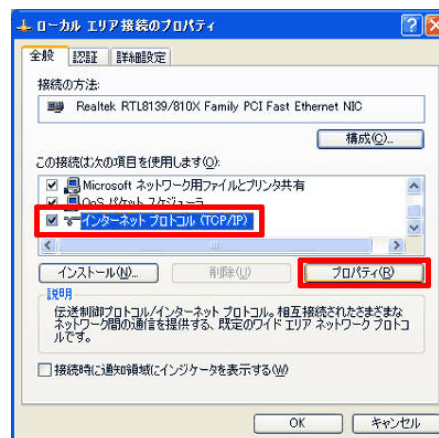 ローカル エリア接続のプロパティ
全般 認証 詳細設定
接続の方法:
Realtek RTL8139/810X Family PCI Fast Ethernet NIC
構成(C)...
この接続は次の項目を使用します(O):
Microsoft ネットワーク用ファイルとプリンタ共有
QoS パケット スケジューラ
インターネット プロトコル (TCP/IP)
インストール(N)... 削除(U) プロパティ(R)
説明
伝送制御プロトコル/インターネット プロトコル。相互接続されたさまざまな
ネットワーク間の通信を提供する、既定のワイド エリア ネットワーク プロトコ
ルです。
接続時に通知領域にインジケータを表示する(W)
OK キャンセル